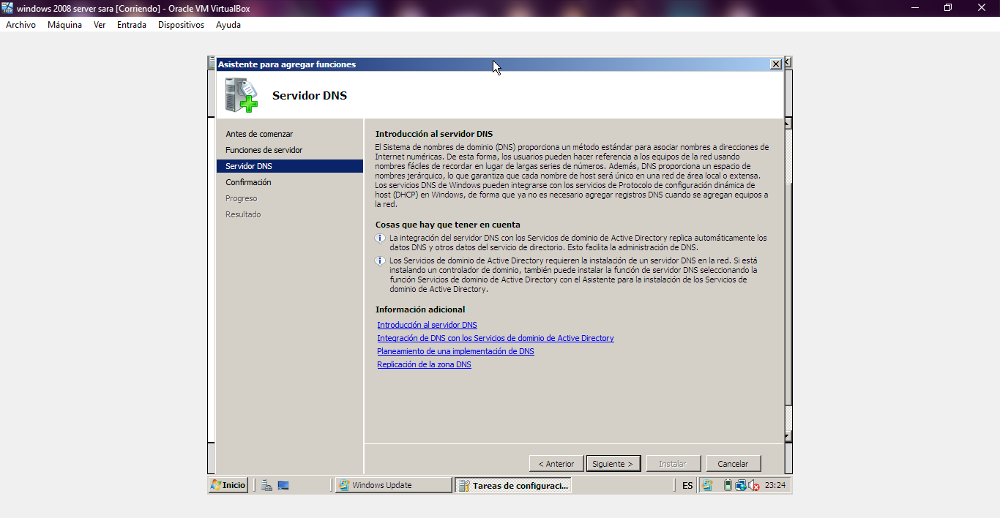 windows 2008 server sara [Corriendo] - Oracle VM VirtualBox
Archivo Máquina Ver Entrada Dispositivos Ayuda
Asistente para agregar funciones
Servidor DNS
Antes de comenzar
Funciones de servidor
Servidor DNS
Confirmación
Progreso
Resultado
Introducción al servidor DNS
El Sistema de nombres de dominio (DNS) proporciona un método estándar para asociar nombres a direcciones de
Internet numéricas. De esta forma, los usuarios pueden hacer referencia a los equipos de la red usando
nombres fáciles de recordar en lugar de largas series de números. Además, DNS proporciona un espacio de
nombres jerárquico, lo que garantiza que cada nombre de host será único en una red de área local o extensa.
Los servicios DNS de Windows pueden integrarse con los servicios de Protocolo de configuración dinámica de
host (DHCP) en Windows, de forma que ya no es necesario agregar registros DNS cuando se agregan equipos a
la red.
Cosas que hay que tener en cuenta
La integración del servidor DNS con los Servicios de dominio de Active Directory replica automáticamente los
datos DNS y otros datos del servicio de directorio. Esto facilita la administración de DNS.
Los Servicios de dominio de Active Directory requieren la instalación de un servidor DNS en la red. Si está
instalando un controlador de dominio, también puede instalar la función de servidor DNS seleccionando la
función Servicios de dominio de Active Directory con el Asistente para la instalación de los Servicios de
dominio de Active Directory.
Información adicional
Introducción al servidor DNS
Integración de DNS con los Servicios de dominio de Active Directory
Planeamiento de una implementación de DNS
Replicación de la zona DNS
< Anterior Siguiente > Instalar Cancelar
Inicio Windows Update Tareas de configuraci... ES 23:24